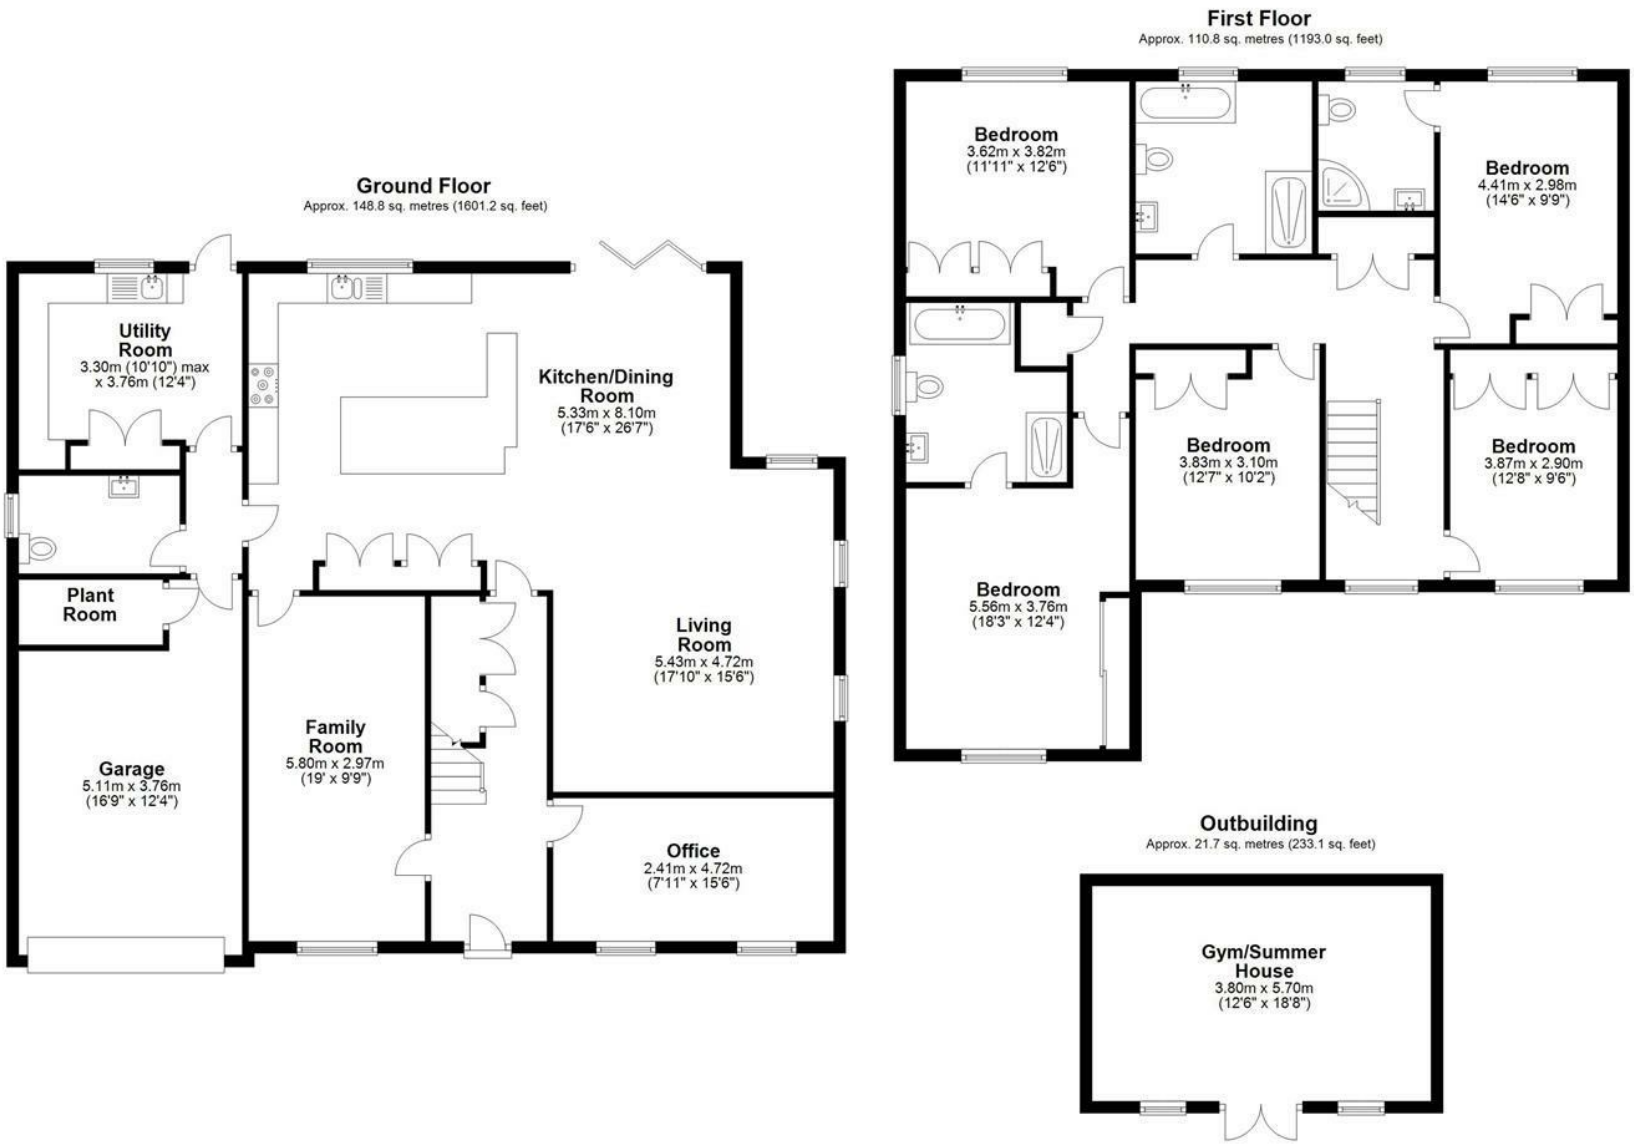 First Floor
Approx. 110.8 sq. metres (1193.0 sq. feet)
Bedroom
3.62m x 3.82m
(11'11" x 12'6")
Bedroom
4.41m x 2.98m
(14'6" x 9'9")
Bedroom
3.83m x 3.10m
(12'7" x 10'2")
Bedroom
3.87m x 2.90m
(12'8" x 9'6")
Bedroom
5.56m x 3.76m
(18'3" x 12'4")
Ground Floor
Approx. 148.8 sq. metres (1601.2 sq. feet)
Utility
Room
3.30m (10'10") max
x 3.76m (12'4")
Kitchen/Dining
Room
5.33m x 8.10m
(17'6" x 26'7")
Plant
Room
Living
Room
5.43m x 4.72m
(17'10" x 15'6")
Family
Room
5.80m x 2.97m
(19' x 9'9")
Garage
5.11m x 3.76m
(16'9" x 12'4")
Office
2.41m x 4.72m
(7'11" x 15'6")
Outbuilding
Approx. 21.7 sq. metres (233.1 sq. feet)
Gym/Summer
House
3.80m x 5.70m
(12'6" x 18'8")